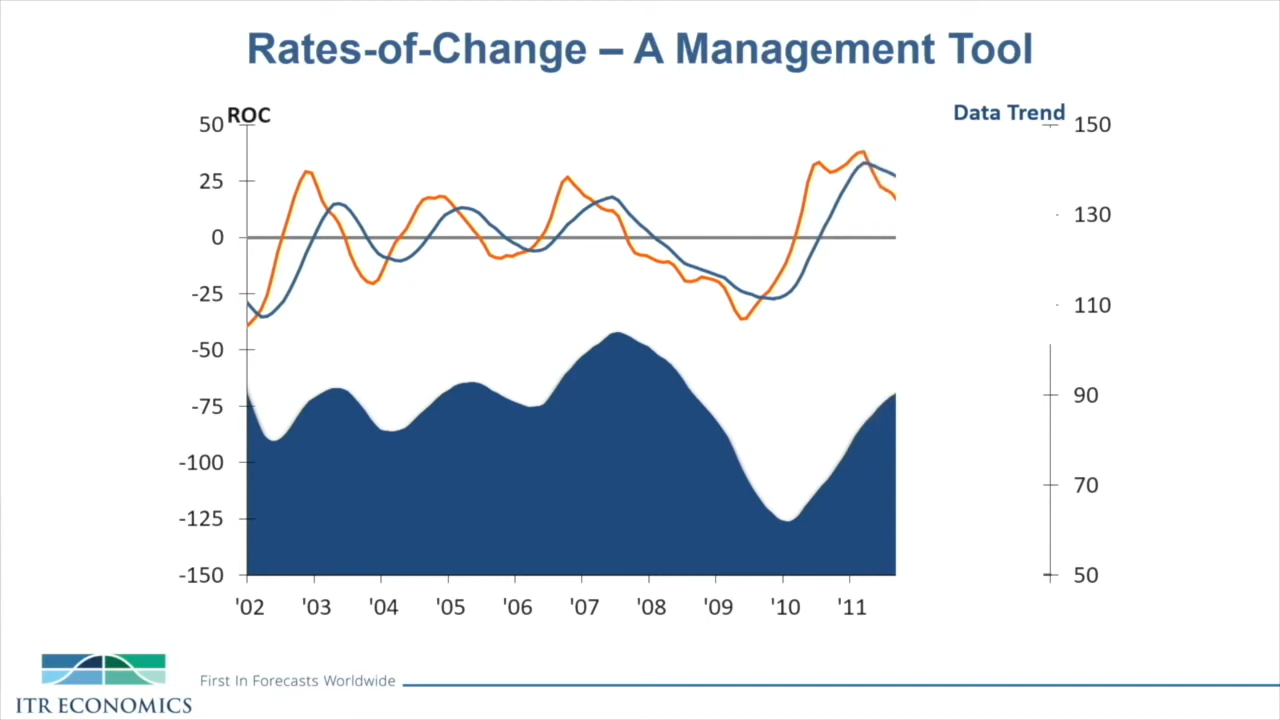 Rates-of-Change – A Management Tool
ROC
Data Trend
50
25
0
-25
-50
-75
-100
-125
-150
150
130
110
90
70
50
'02 '03 '04 '05 '06 '07 '08 '09 '10 '11
ITR ECONOMICS
First In Forecasts Worldwide